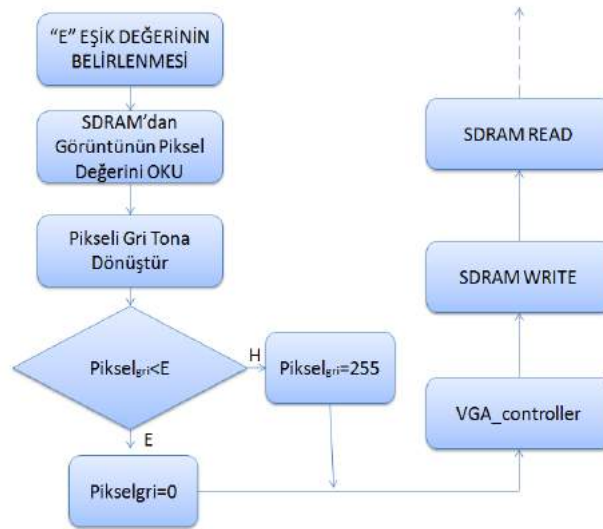 “E” EŞİK DEĞERİNİN
BELİRLENMESİ
SDRAM’dan
Görüntünün Piksel
Değerini OKU
Pikseli Gri Tona
Dönüştür
Pikselgri<E
H
Pikselgri=255
E
Pikselgri=0
VGA_controller
SDRAM WRITE
SDRAM READ